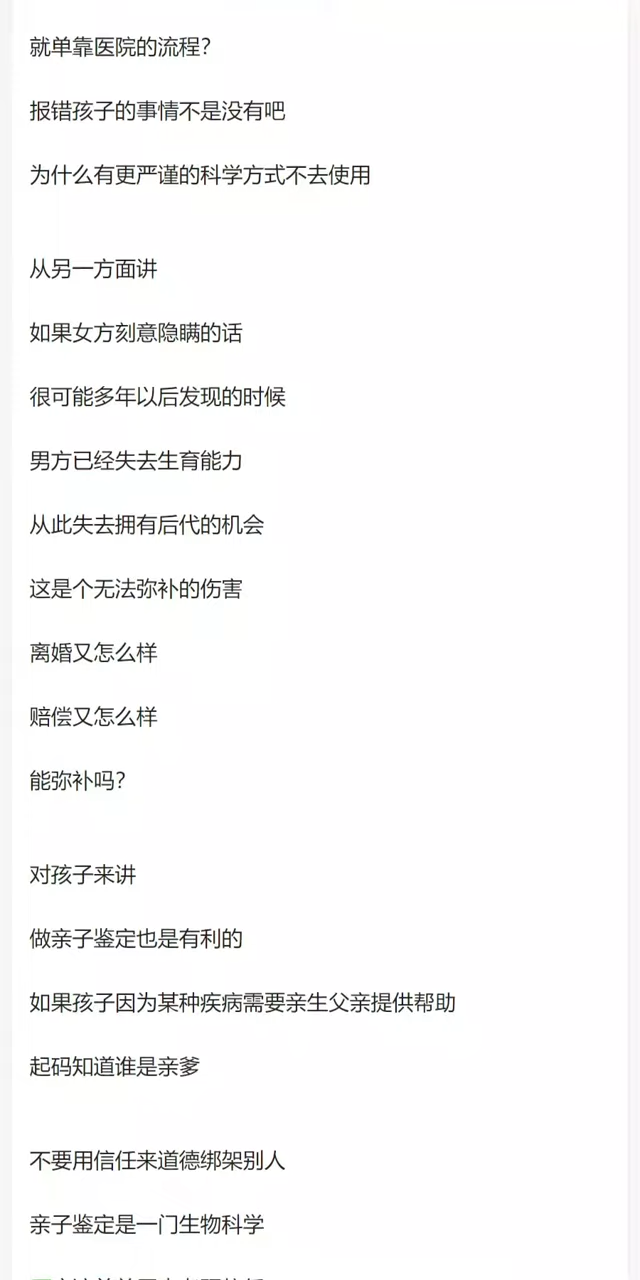 就单靠医院的流程？
报错孩子的事情不是没有吧
为什么有更严谨的科学方式不去使用
从另一方面讲
如果女方刻意隐瞒的话
很可能多年以后发现的时候
男方已经失去生育能力
从此失去拥有后代的机会
这是个无法弥补的伤害
离婚又怎么样
赔偿又怎么样
能弥补吗？
对孩子来讲
做亲子鉴定也是有利的
如果孩子因为某种疾病需要亲生父亲提供帮助
起码知道谁是亲爹
不要用信任来道德绑架别人
亲子鉴定是一门生物科学